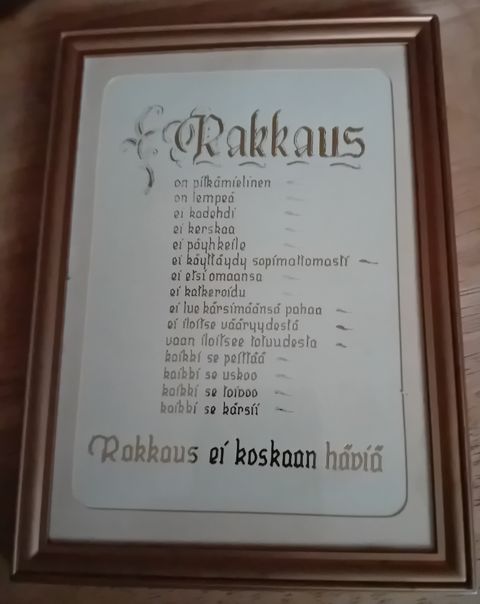 Rakkaus
on pitkämielinen
on lempeä
ei kadehdi
ei kerskaa
ei pöyhkeile
ei käyttäydy sopimattomasti
ei etsi omaansa
ei katkeroidu
ei lue kärsimäänsä pahaa
ei iloitse vääryydestä
vaan iloitsee totuudesta
kaikki se peittää
kaikki se uskoo
kaikki se toivoo
kaikki se kärsii
Rakkaus ei koskaan häviä